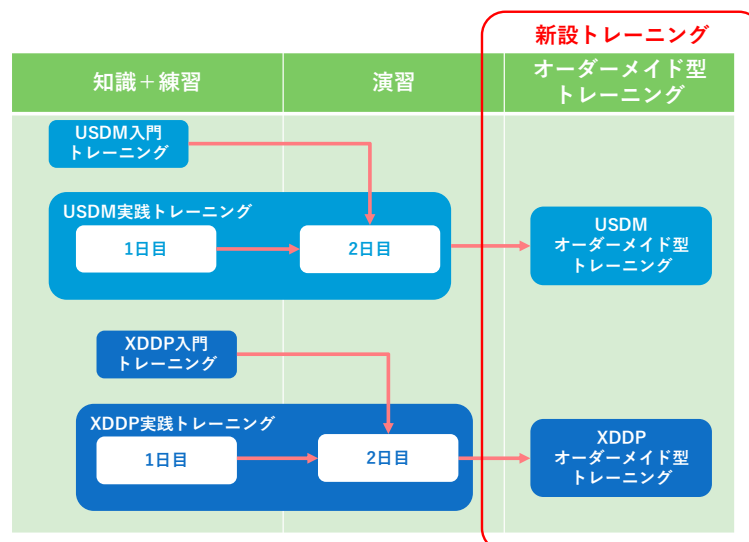 新設トレーニング
知識＋練習
演習
オーダーメイド型
トレーニング
USDM入門
トレーニング
USDM実践トレーニング
1日目
2日目
USDM
オーダーメイド型
トレーニング
XDDP入門
トレーニング
XDDP実践トレーニング
1日目
2日目
XDDP
オーダーメイド型
トレーニング